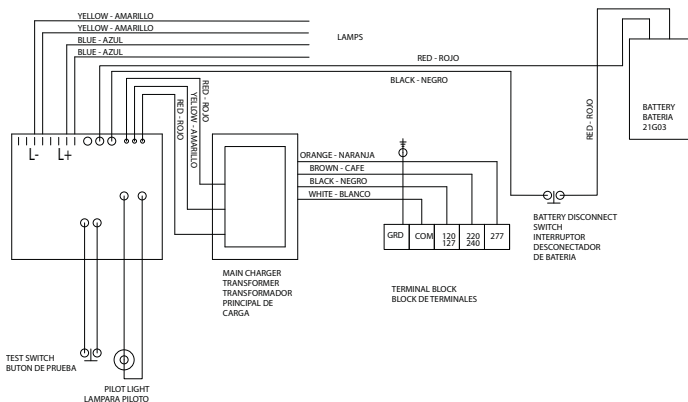 YELLOW - AMARILLO
YELLOW - AMARILLO
BLUE - AZUL
BLUE - AZUL
LAMPS
RED - ROJO
BLACK - NEGRO
RED - ROJO
YELLOW - AMARILLO
RED - ROJO
RED - ROJO
BATTERY
BATERIA
21G03
L-
L+
ORANGE - NARANJA
BROWN - CAFE
BLACK - NEGRO
WHITE - BLANCO
GRD
COM
120
127
220
240
277
BATTERY DISCONNECT
SWITCH
INTERRUPTOR
DESCONECTADOR
DE BATERIA
MAIN CHARGER
TRANSFORMER
TRANSFORMADOR
PRINCIPAL DE
CARGA
TERMINAL BLOCK
BLOCK DE TERMINALES
TEST SWITCH
BUTON DE PRUEBA
PILOT LIGHT
LAMPARA PILOTO